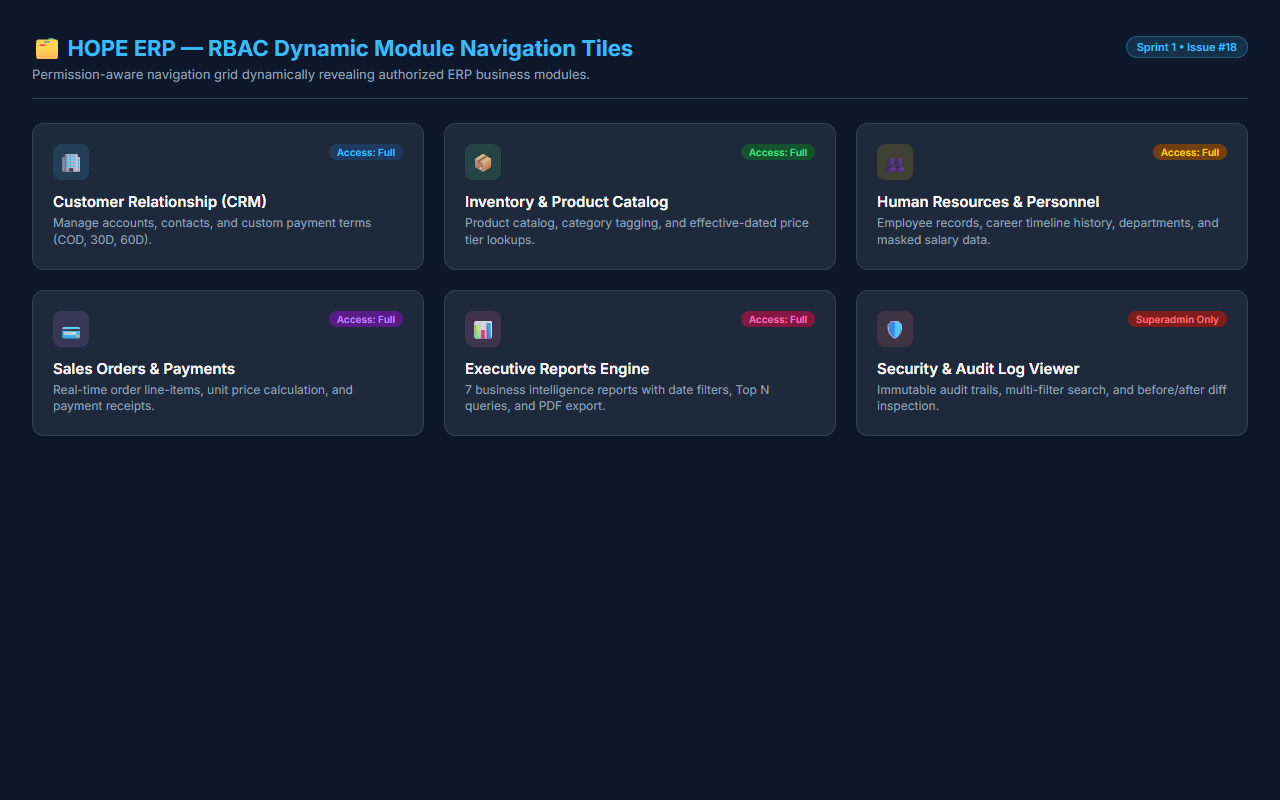 HOPE ERP — RBAC Dynamic Module Navigation Tiles
Sprint 1 • Issue #18
Permission-aware navigation grid dynamically revealing authorized ERP business modules.
Access: Full
Customer Relationship (CRM)
Manage accounts, contacts, and custom payment terms
(COD, 30D, 60D).
Access: Full
Inventory & Product Catalog
Product catalog, category tagging, and effective-dated price
tier lookups.
Access: Full
Human Resources & Personnel
Employee records, career timeline history, departments, and
masked salary data.
Access: Full
Sales Orders & Payments
Real-time order line-items, unit price calculation, and
payment receipts.
Access: Full
Executive Reports Engine
7 business intelligence reports with date filters, Top N
queries, and PDF export.
Superadmin Only
Security & Audit Log Viewer
Immutable audit trails, multi-filter search, and before/after diff
inspection.